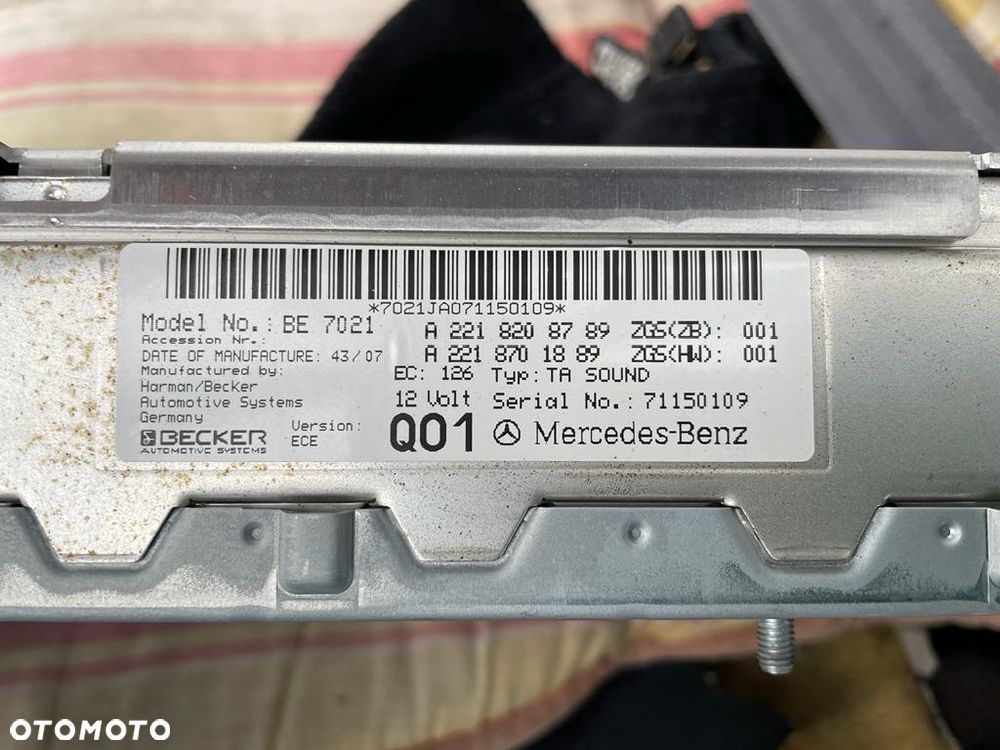 *7021JA071150109*
Model No.: BE 7021
Accession Nr.:
DATE OF MANUFACTURE: 43/07
Manufactured by:
Harman/Becker
Automotive Systems
Germany
BECKER
AUTOMOTIVE SYSTEMS
Version:
ECE
A 221 820 87 89 ZGS(ZB): 001
A 221 870 18 89 ZGS(HW): 001
EC: 126 Typ: TA SOUND
12 Volt Serial No.: 71150109
Q01 Mercedes-Benz
OTOMOTO